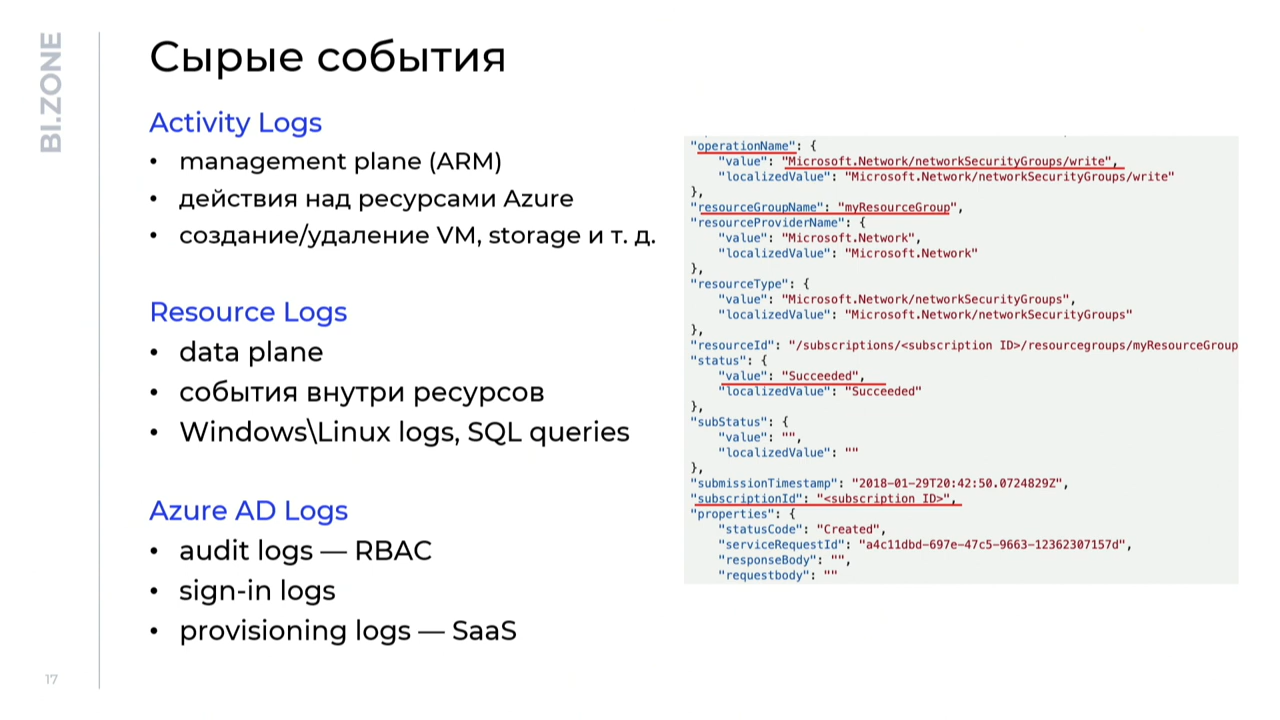 BI.ZONE
Сырые события
Activity Logs
• management plane (ARM)
• действия над ресурсами Azure
• создание/удаление VM, storage и т. д.
Resource Logs
• data plane
• события внутри ресурсов
• Windows\Linux logs, SQL queries
Azure AD Logs
• audit logs — RBAC
• sign-in logs
• provisioning logs — SaaS
"operationName": {
"value": "Microsoft.Network/networkSecurityGroups/write",
"localizedValue": "Microsoft.Network/networkSecurityGroups/write"
},
"resourceGroupName": "myResourceGroup",
"resourceProviderName": {
"value": "Microsoft.Network",
"localizedValue": "Microsoft.Network"
},
"resourceType": {
"value": "Microsoft.Network/networkSecurityGroups",
"localizedValue": "Microsoft.Network/networkSecurityGroups"
},
"resourceId": "/subscriptions/<subscription ID>/resourcegroups/myResourceGroup
"status": {
"value": "Succeeded",
"localizedValue": "Succeeded"
},
"subStatus": {
"value": "",
"localizedValue": ""
},
"submissionTimestamp": "2018-01-29T20:42:50.0724829Z",
"subscriptionId": "<subscription ID>",
"properties": {
"statusCode": "Created",
"serviceRequestId": "a4c11dbd-697e-47c5-9663-12362307157d",
"responseBody": "",
"requestbody": ""
17